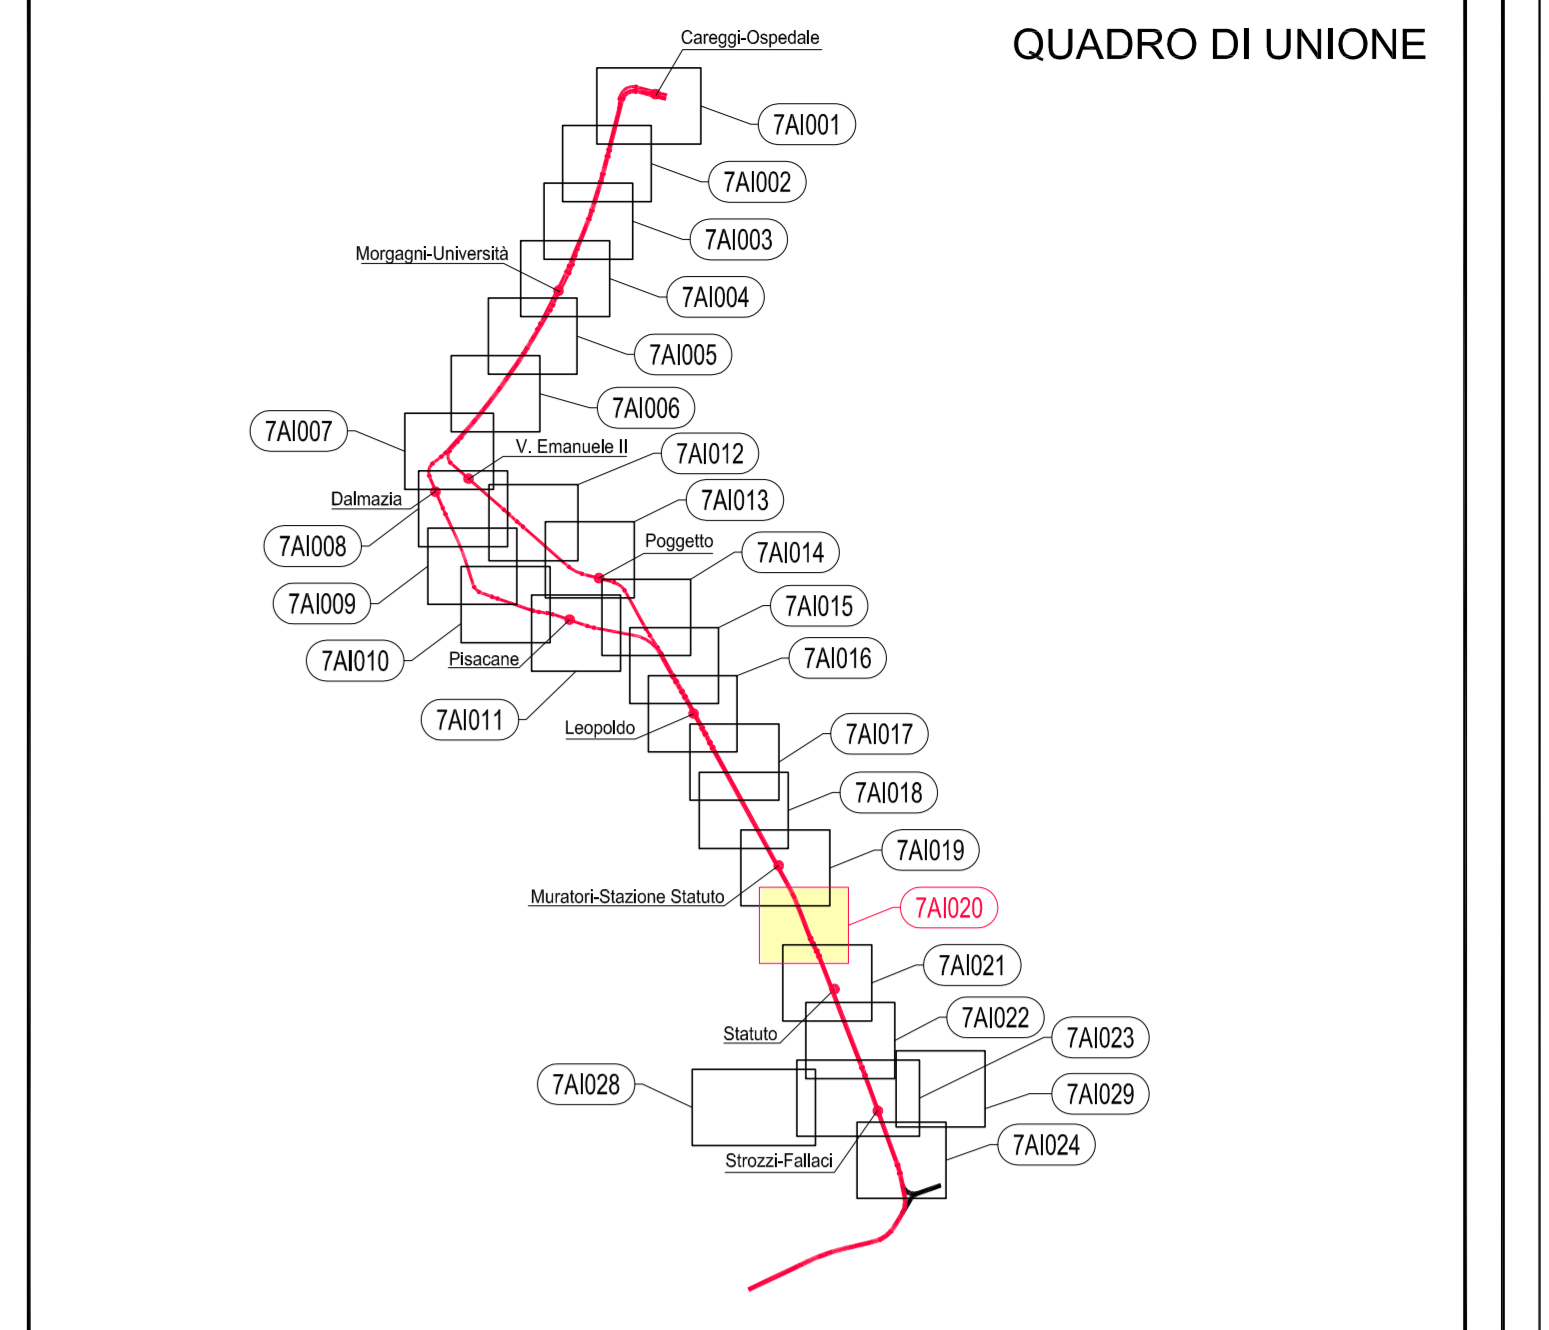 QUADRO DI UNIONE
Careggi-Ospedale
7AI001
7AI002
7AI003
Morgagni-Università
7AI004
7AI005
7AI006
7AI007
V. Emanuele II
7AI012
Dalmazia
7AI013
7AI008
Poggetto
7AI014
7AI009
7AI015
7AI010
Pisacane
7AI016
7AI011
Leopoldo
7AI017
7AI018
7AI019
Muratori-Stazione Statuto
7AI020
7AI021
Statuto
7AI022
7AI023
7AI028
7AI029
Strozzi-Fallaci
7AI024